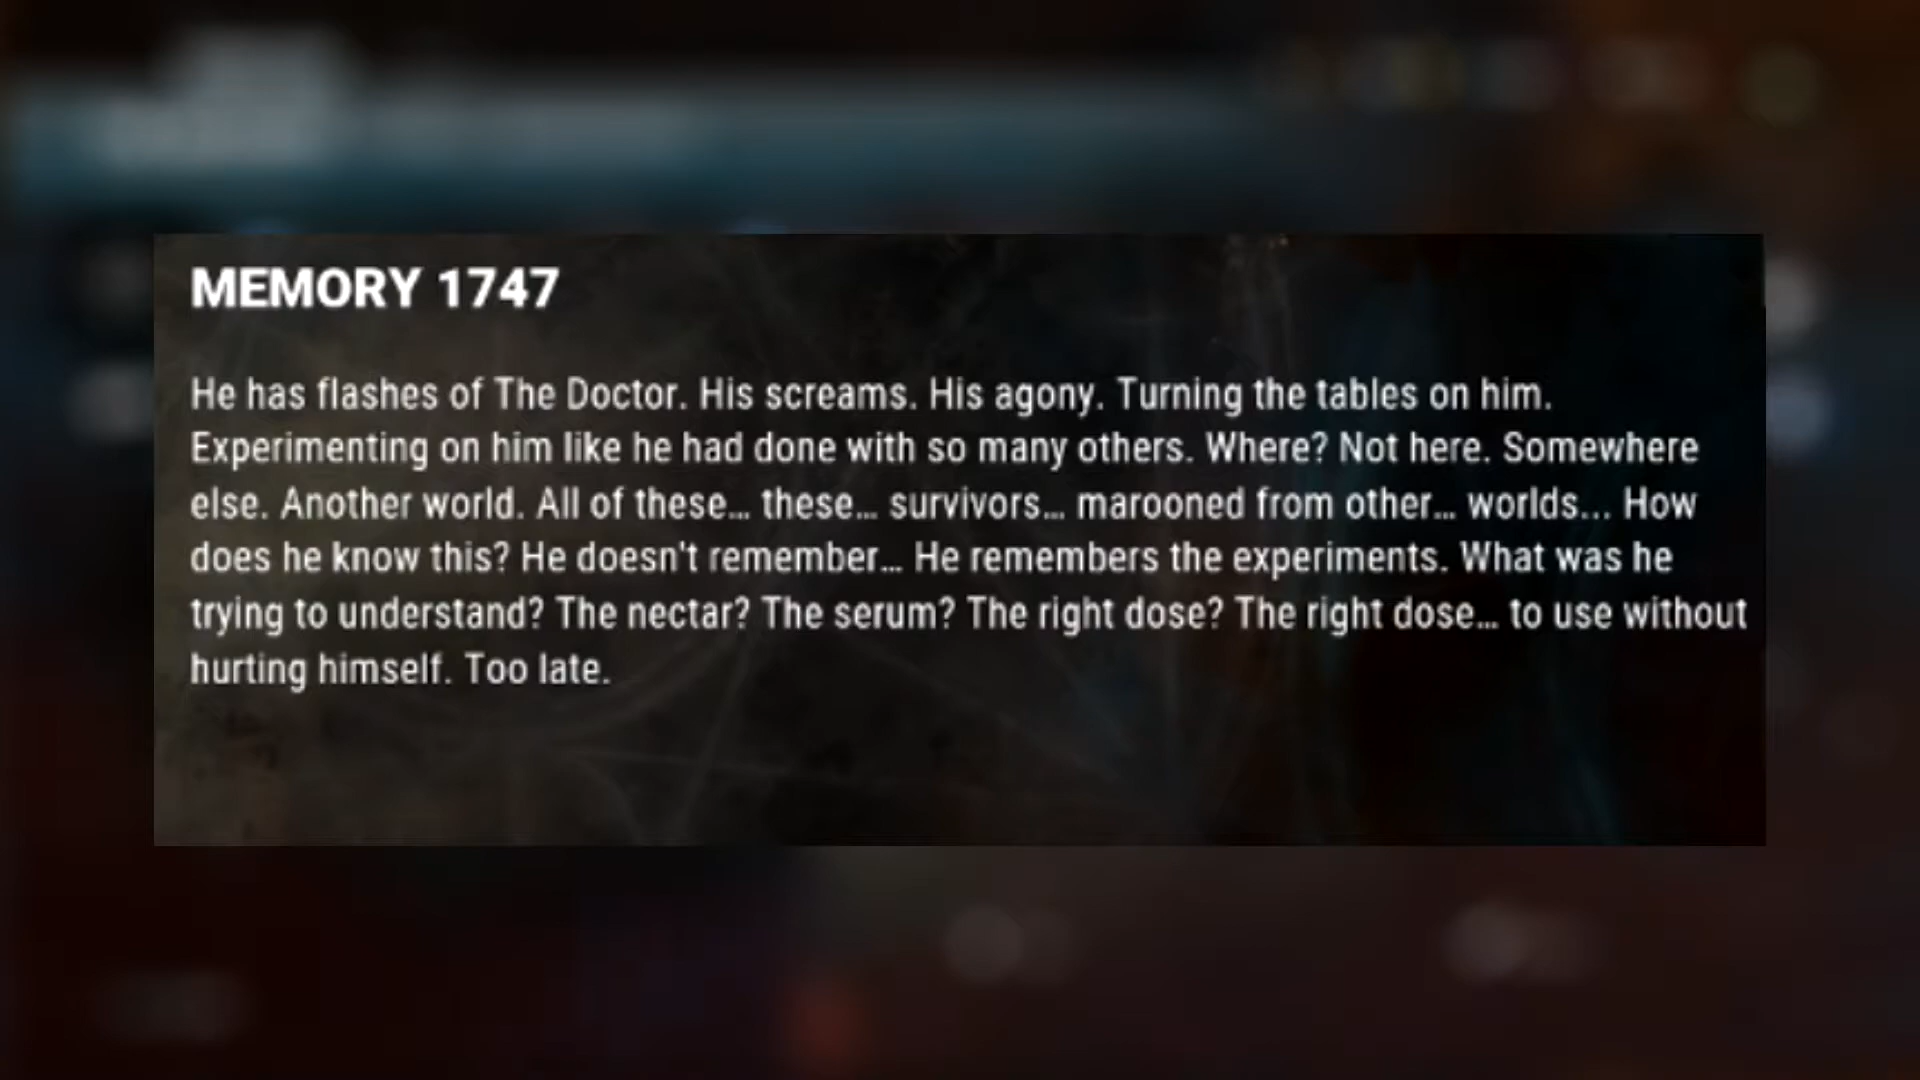 MEMORY 1747
He has flashes of The Doctor. His screams. His agony. Turning the tables on him.
Experimenting on him like he had done with so many others. Where? Not here. Somewhere
else. Another world. All of these... these... survivors... marooned from other... worlds... How
does he know this? He doesn't remember... He remembers the experiments. What was he
trying to understand? The nectar? The serum? The right dose? The right dose... to use without
hurting himself. Too late.